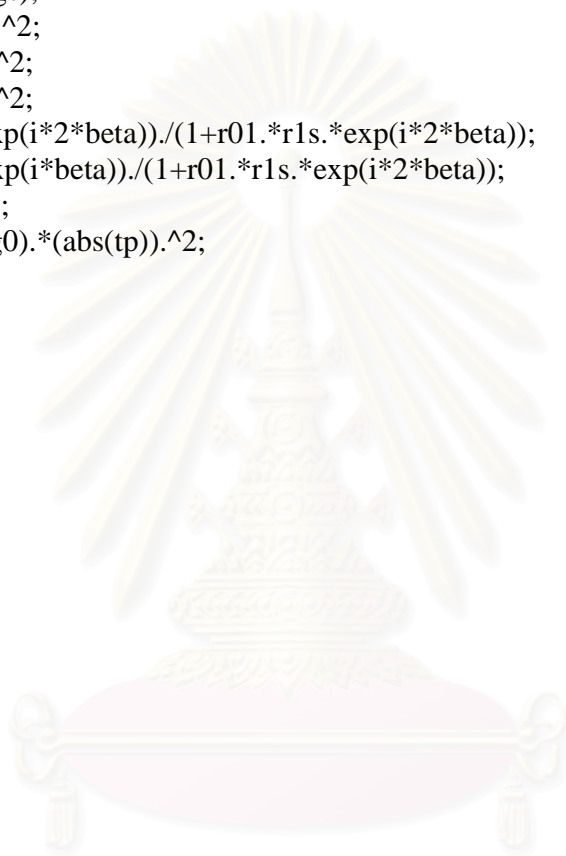 ^2;
^2;
^2;
xp(i*2*beta))./(1+r01.*r1s.*exp(i*2*beta));
xp(i*beta))./(1+r01.*r1s.*exp(i*2*beta));
;
0).*(abs(tp)).^2;